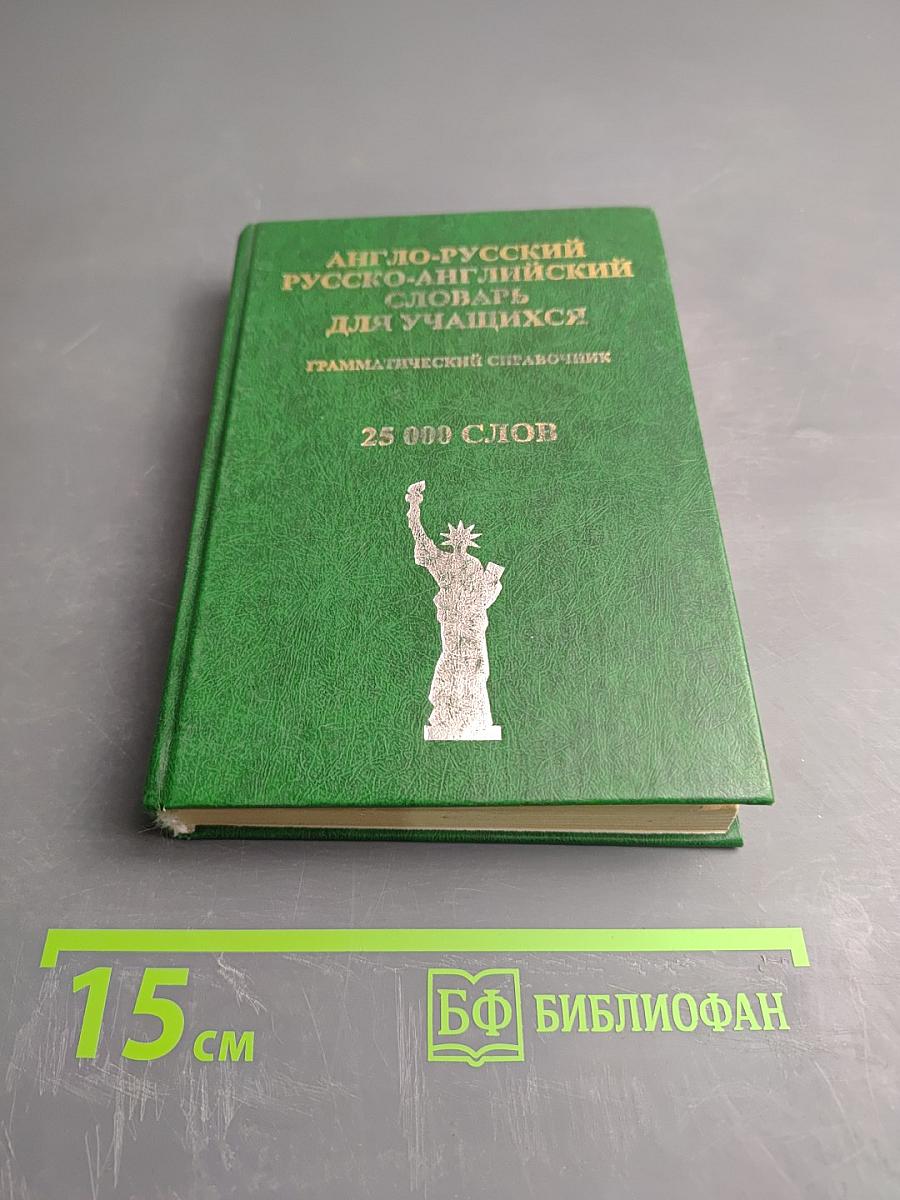 АНГЛО-РУССКИЙ
РУССКО-АНГЛИЙСКИЙ
СЛОВАРЬ
ДЛЯ УЧАЩИХСЯ
ГРАММАТИЧЕСКИЙ СПРАВОЧНИК
25 000 СЛОВ
15 см
БФ БИБЛИОФАН